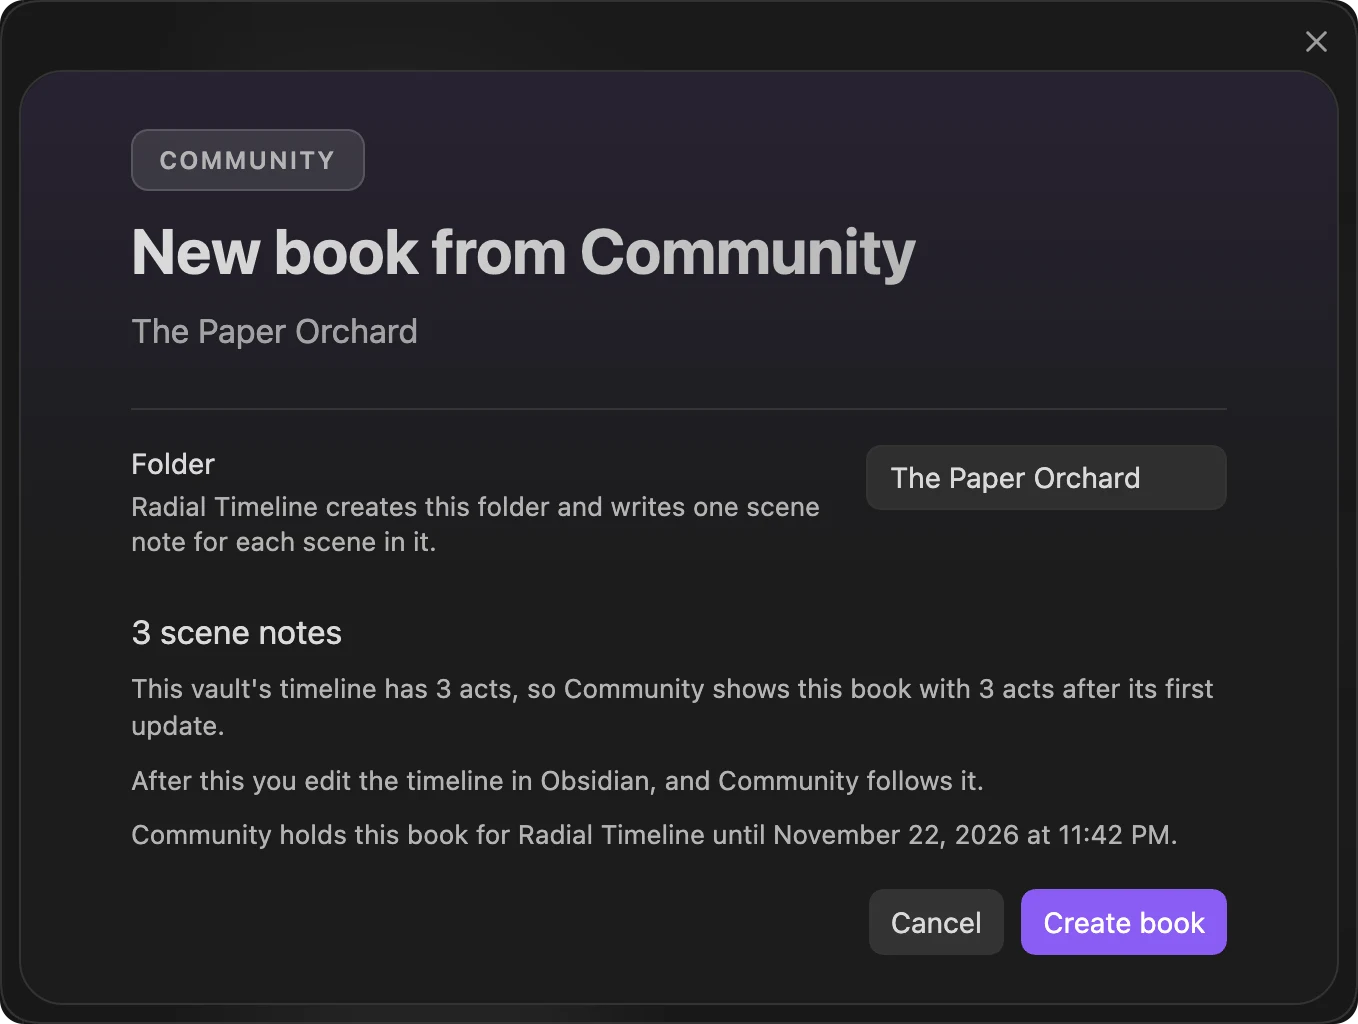 COMMUNITY
New book from Community
The Paper Orchard
Folder
Radial Timeline creates this folder and writes one scene
note for each scene in it.
The Paper Orchard
3 scene notes
This vault's timeline has 3 acts, so Community shows this book with 3 acts after its first
update.
After this you edit the timeline in Obsidian, and Community follows it.
Community holds this book for Radial Timeline until November 22, 2026 at 11:42 PM.
Cancel
Create book